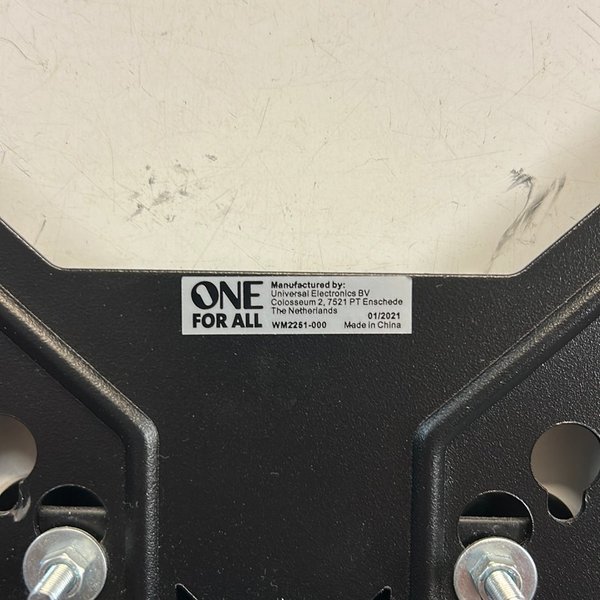 ONE
FOR ALL
Manufactured by:
Universal Electronics BV
Colosseum 2, 7521 PT Enschede
The Netherlands
01/2021
WM2251-000 Made in China